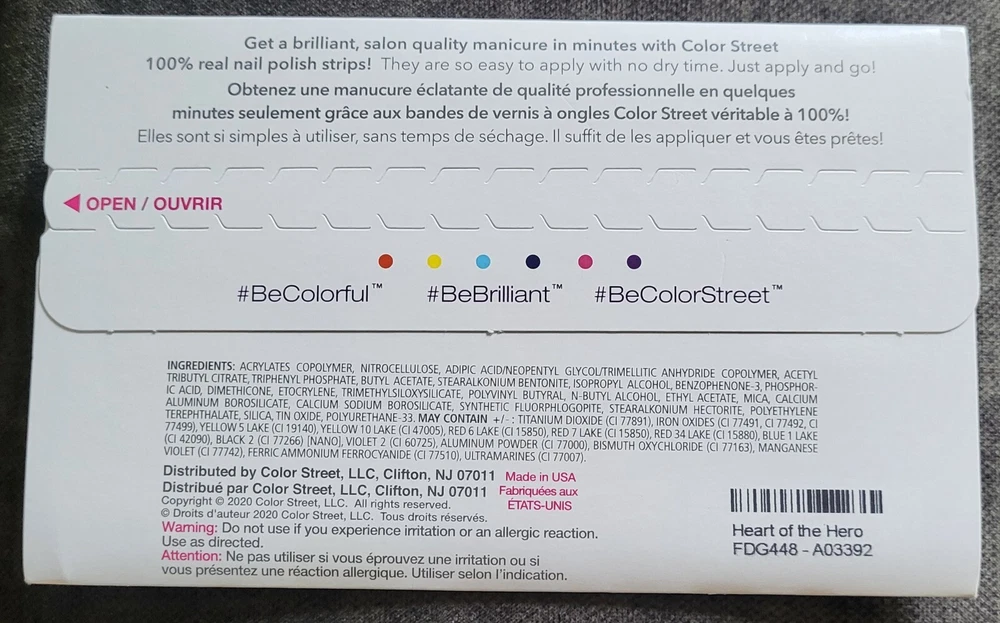 Get a brilliant, salon quality manicure in minutes with Color Street
100% real nail polish strips! They are so easy to apply with no dry time. Just apply and go!
Obtenez une manucure éclatante de qualité professionnelle en quelques
minutes seulement grâce aux bandes de vernis à ongles Color Street véritable à 100%!
Elles sont si simples à utiliser, sans temps de séchage. Il suffit de les appliquer et vous êtes prêtes!
OPEN / OUVRIR
#BeColorful™ #BeBrilliant™ #BeColorStreet™
INGREDIENTS: ACRYLATES COPOLYMER, NITROCELLULOSE, ADIPIC ACID/NEOPENTYL GLYCOL/TRIMELLITIC ANHYDRIDE COPOLYMER, ACETYL
TRIBUTYL CITRATE, TRIPHENYL PHOSPHATE, BUTYL ACETATE, STEARALKONIUM BENTONITE, ISOPROPYL ALCOHOL, BENZOPHENONE-3, PHOSPHOR-
IC ACID, DIMETHICONE, ETOCRYLENE, TRIMETHYLSILOXYSILICATE, POLYVINYL BUTYRAL, N-BUTYL ALCOHOL, ETHYL ACETATE, MICA, CALCIUM
ALUMINUM BOROSILICATE, CALCIUM SODIUM BOROSILICATE, SYNTHETIC FLUORPHLOGOPITE, STEARALKONIUM HECTORITE, POLYETHYLENE
TEREPHTHALATE, SILICA, TIN OXIDE, POLYURETHANE-33. MAY CONTAIN +/- : TITANIUM DIOXIDE (CI 77891), IRON OXIDES (CI 77491, CI 77492, CI
77499), YELLOW 5 LAKE (CI 19140), YELLOW 10 LAKE (CI 47005), RED 6 LAKE (CI 15850), RED 7 LAKE (CI 15850), RED 34 LAKE (CI 15880), BLUE 1 LAKE
(CI 42090), BLACK 2 (CI 77266) [NANO], VIOLET 2 (CI 60725), ALUMINUM POWDER (CI 77000), BISMUTH OXYCHLORIDE (CI 77163), MANGANESE
VIOLET (CI 77742), FERRIC AMMONIUM FERROCYANIDE (CI 77510), ULTRAMARINES (CI 77007).
Distributed by Color Street, LLC, Clifton, NJ 07011
Distribué par Color Street, LLC, Clifton, NJ 07011
Copyright © 2020 Color Street, LLC. All rights reserved.
© Droits d'auteur 2020 Color Street, LLC. Tous droits réservés.
Made in USA
Fabriquées aux
ÉTATS-UNIS
Warning: Do not use if you experience irritation or an allergic reaction.
Use as directed.
Attention: Ne pas utiliser si vous éprouvez une irritation ou si
vous présentez une réaction allergique. Utiliser selon l'indication.
Heart of the Hero
FDG448 - A03392